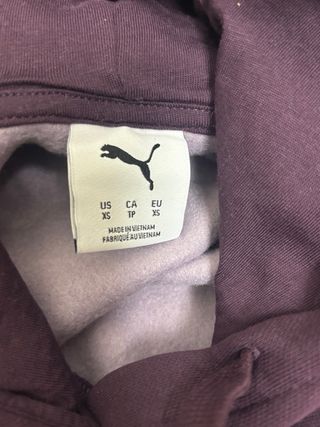 US CA EU
XS TP XS
MADE IN VIETNAM
FABRIQUÉ AU VIETNAM